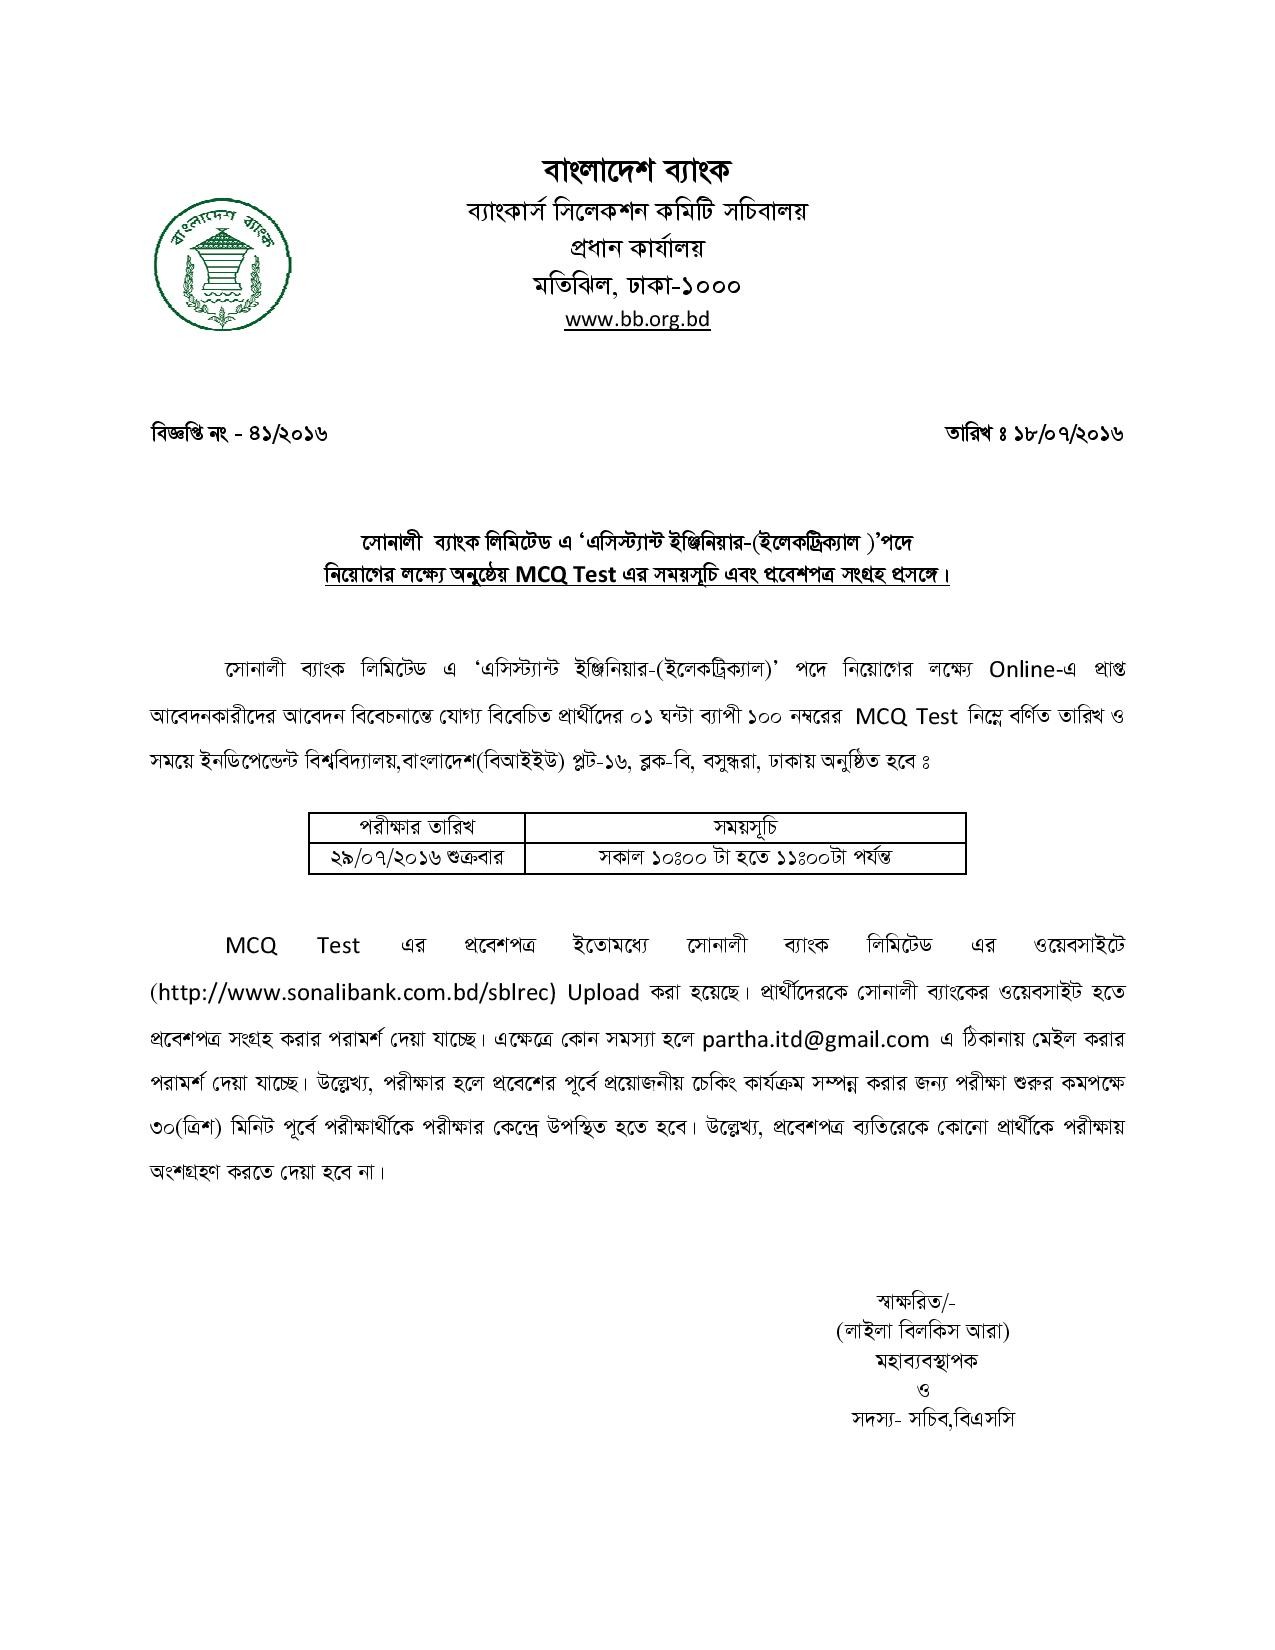 বাংলাদেশ ব্যাংক
ব্যাংকার্স সিলেকশন কমিটি সচিবালয়
প্রধান কার্যালয়
মতিঝিল, ঢাকা-১০০০
www.bb.org.bd
বাংলাদেশ ব্যাংক
বিজ্ঞপ্তি নং - ৪১/২০১৬ তারিখ ঃ ১৮/০৭/২০১৬
সোনালী ব্যাংক লিমিটেড এ ‘এসিস্ট্যান্ট ইঞ্জিনিয়ার-(ইলেকট্রিক্যাল )’পদে
নিয়োগের লক্ষ্যে অনুষ্ঠেয় MCQ Test এর সময়সূচি এবং প্রবেশপত্র সংগ্রহ প্রসঙ্গে।
সোনালী ব্যাংক লিমিটেড এ ‘এসিস্ট্যান্ট ইঞ্জিনিয়ার-(ইলেকট্রিক্যাল)’ পদে নিয়োগের লক্ষ্যে Online-এ প্রাপ্ত
আবেদনকারীদের আবেদন বিবেচনান্তে যোগ্য বিবেচিত প্রার্থীদের ০১ ঘন্টা ব্যাপী ১০০ নম্বরের MCQ Test নিম্নে বর্ণিত তারিখ ও
সময়ে ইনডিপেন্ডেন্ট বিশ্ববিদ্যালয়,বাংলাদেশ(বিআইইউ) প্লট-১৬, ব্লক-বি, বসুন্ধরা, ঢাকায় অনুষ্ঠিত হবে ঃ
পরীক্ষার তারিখ সময়সূচি
২৯/০৭/২০১৬ শুক্রবার সকাল ১০ঃ০০ টা হতে ১১ঃ০০টা পর্যন্ত
MCQ Test এর প্রবেশপত্র ইতোমধ্যে সোনালী ব্যাংক লিমিটেড এর ওয়েবসাইটে
(http://www.sonalibank.com.bd/sblrec) Upload করা হয়েছে। প্রার্থীদেরকে সোনালী ব্যাংকের ওয়েবসাইট হতে
প্রবেশপত্র সংগ্রহ করার পরামর্শ দেয়া যাচ্ছে। এক্ষেত্রে কোন সমস্যা হলে partha.itd@gmail.com এ ঠিকানায় মেইল করার
পরামর্শ দেয়া যাচ্ছে। উল্লেখ্য, পরীক্ষার হলে প্রবেশের পূর্বে প্রয়োজনীয় চেকিং কার্যক্রম সম্পন্ন করার জন্য পরীক্ষা শুরুর কমপক্ষে
৩০(ত্রিশ) মিনিট পূর্বে পরীক্ষার্থীকে পরীক্ষার কেন্দ্রে উপস্থিত হতে হবে। উল্লেখ্য, প্রবেশপত্র ব্যতিরেকে কোনো প্রার্থীকে পরীক্ষায়
অংশগ্রহণ করতে দেয়া হবে না।
স্বাক্ষরিত/-
(লাইলা বিলকিস আরা)
মহাব্যবস্থাপক
ও
সদস্য- সচিব,বিএসসি